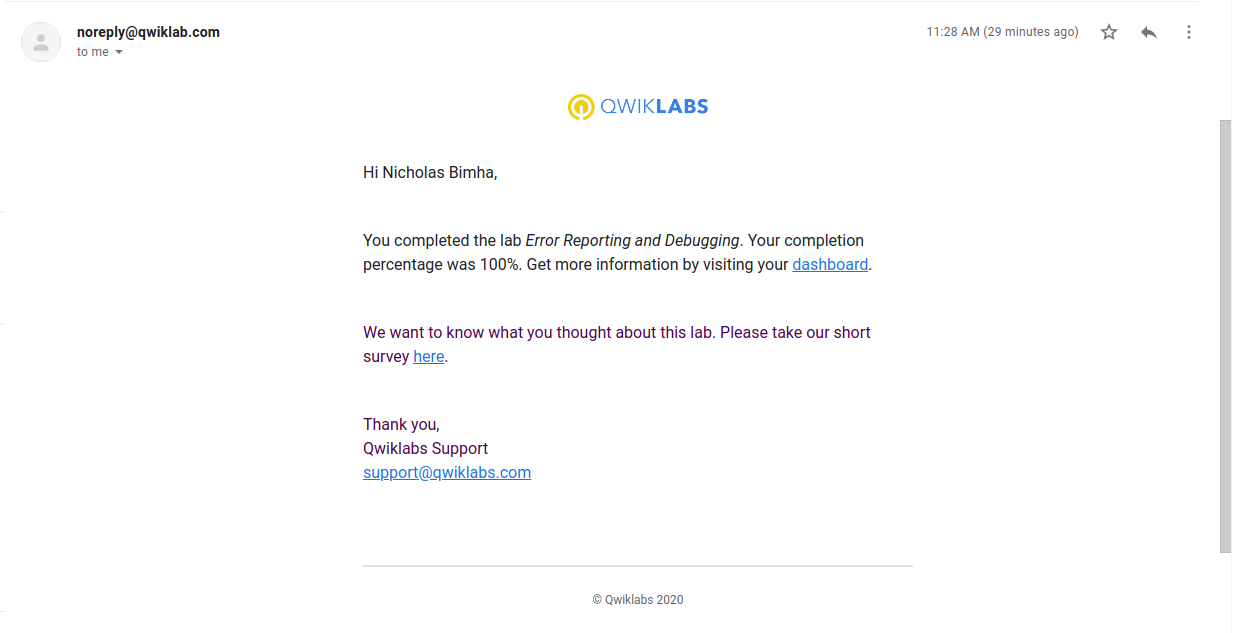 noreply@qwiklab.com
11:28 AM (29 minutes ago)
to me
QWIKLABS
Hi Nicholas Bimha,
You completed the lab Error Reporting and Debugging. Your completion
percentage was 100%. Get more information by visiting your dashboard.
We want to know what you thought about this lab. Please take our short
survey here.
Thank you,
Qwiklabs Support
support@qwiklabs.com
© Qwiklabs 2020